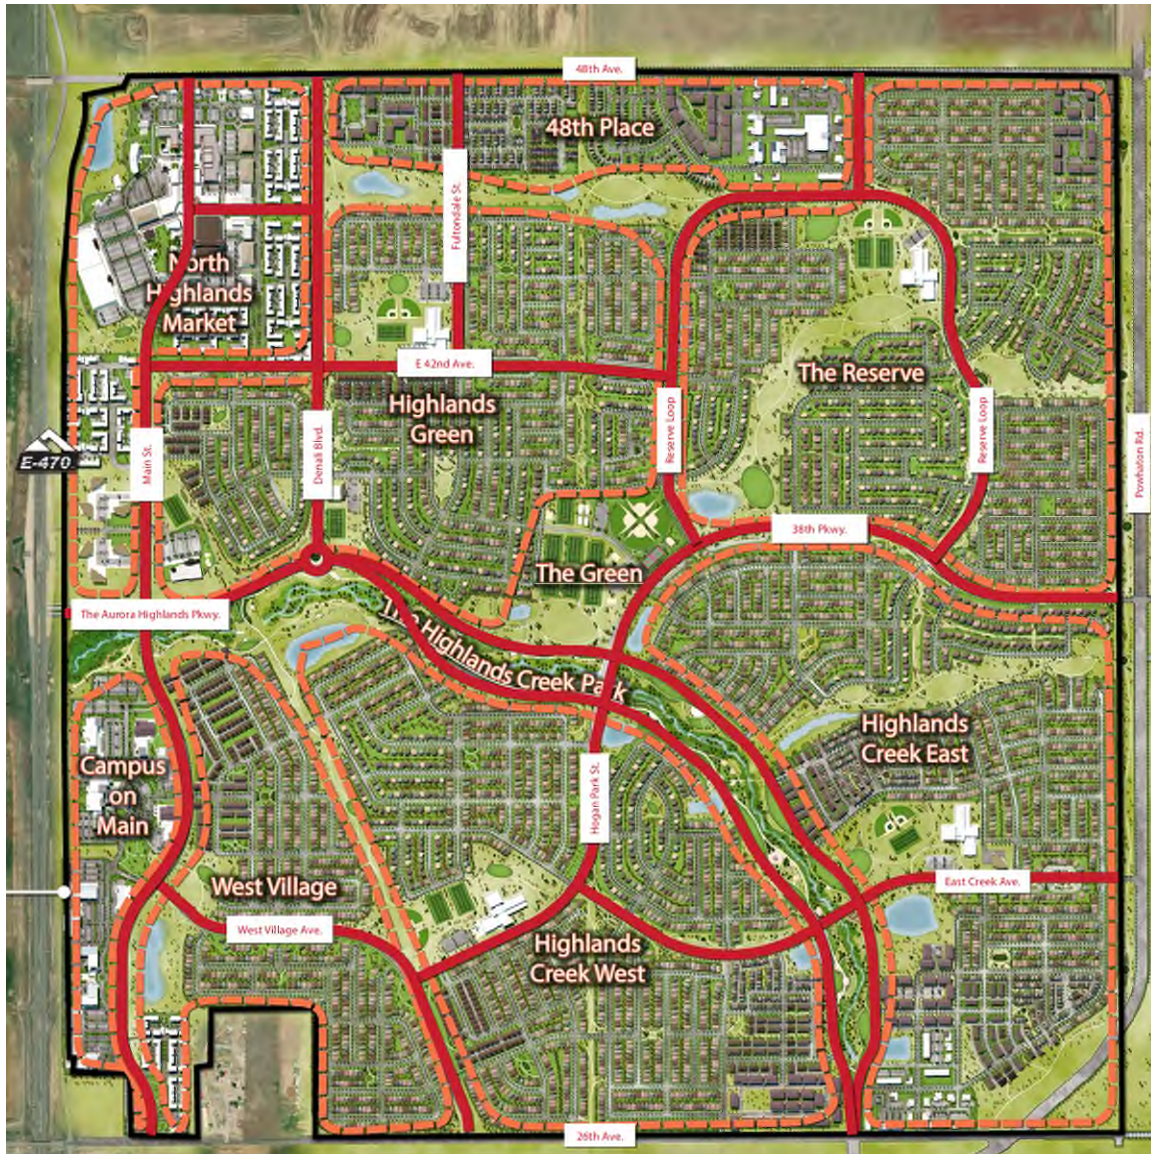 48th Ave.
48th Place
Fultondale St.
North
Highlands
Market
E 42nd Ave.
The Reserve
Highlands
Green
Reserve Loop
Reserve Loop
Main St.
Denali Blvd.
E-470
Powhaton Rd.
38th Pkwy.
The Green
The Aurora Highlands Pkwy.
The Highlands Creek Park
Highlands
Creek East
Campus
on
Main
Hogan Park St.
West Village
East Creek Ave.
West Village Ave.
Highlands
Creek West
26th Ave.